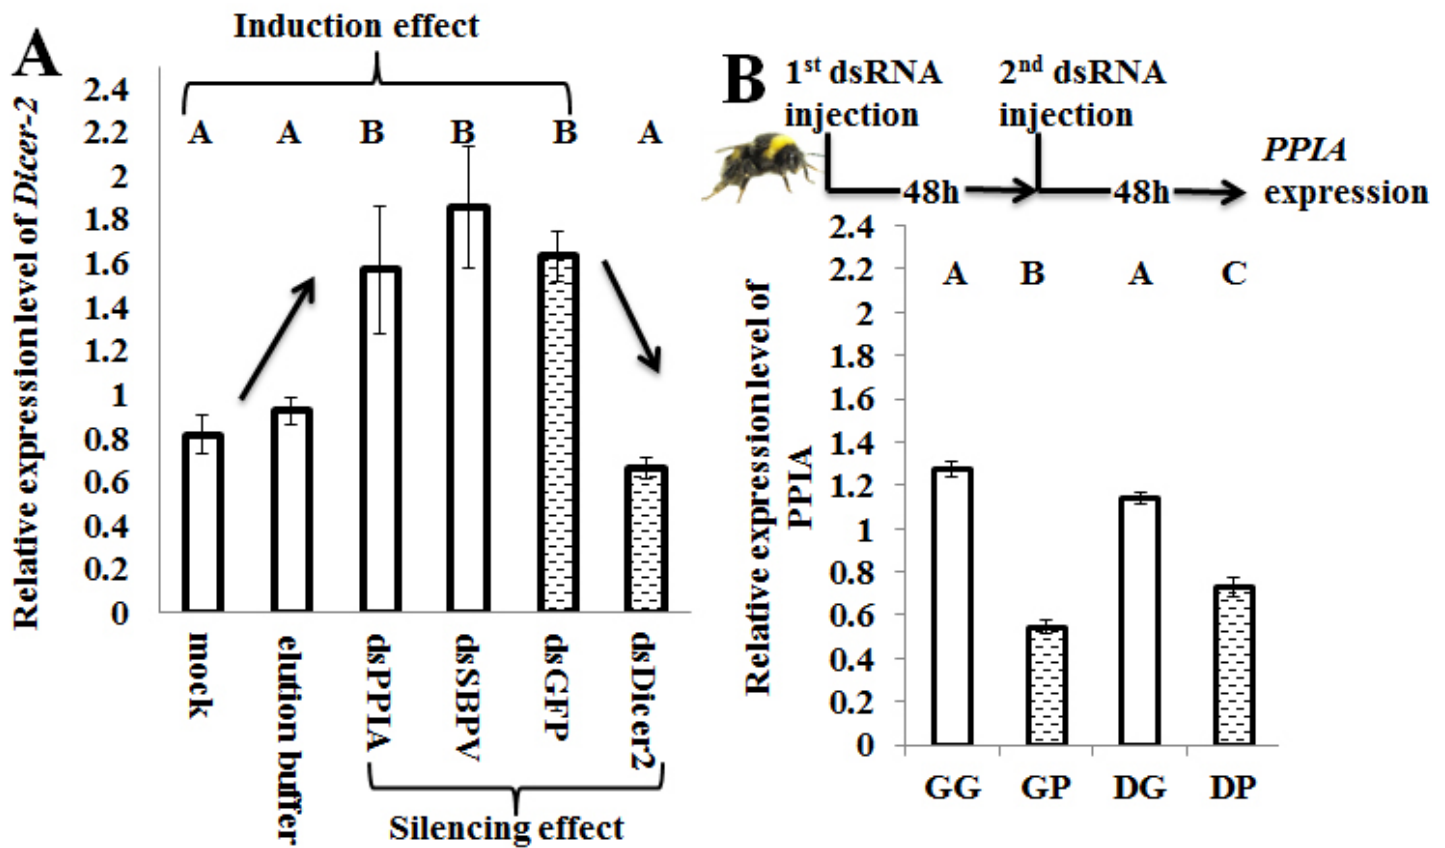 A
Induction effect
Relative expression level of Dicer-2
2.4
2.2
2
1.8
1.6
1.4
1.2
1
0.8
0.6
0.4
0.2
0
A A B B B A
mock
elution buffer
dsPPIA
dsSBPV
dsGFP
dsDicer2
Silencing effect
B
1st dsRNA
injection
2nd dsRNA
injection
48h
48h
PPIA
expression
Relative expression level of
PPIA
2.4
2.2
2
1.8
1.6
1.4
1.2
1
0.8
0.6
0.4
0.2
0
A B A C
GG GP DG DP